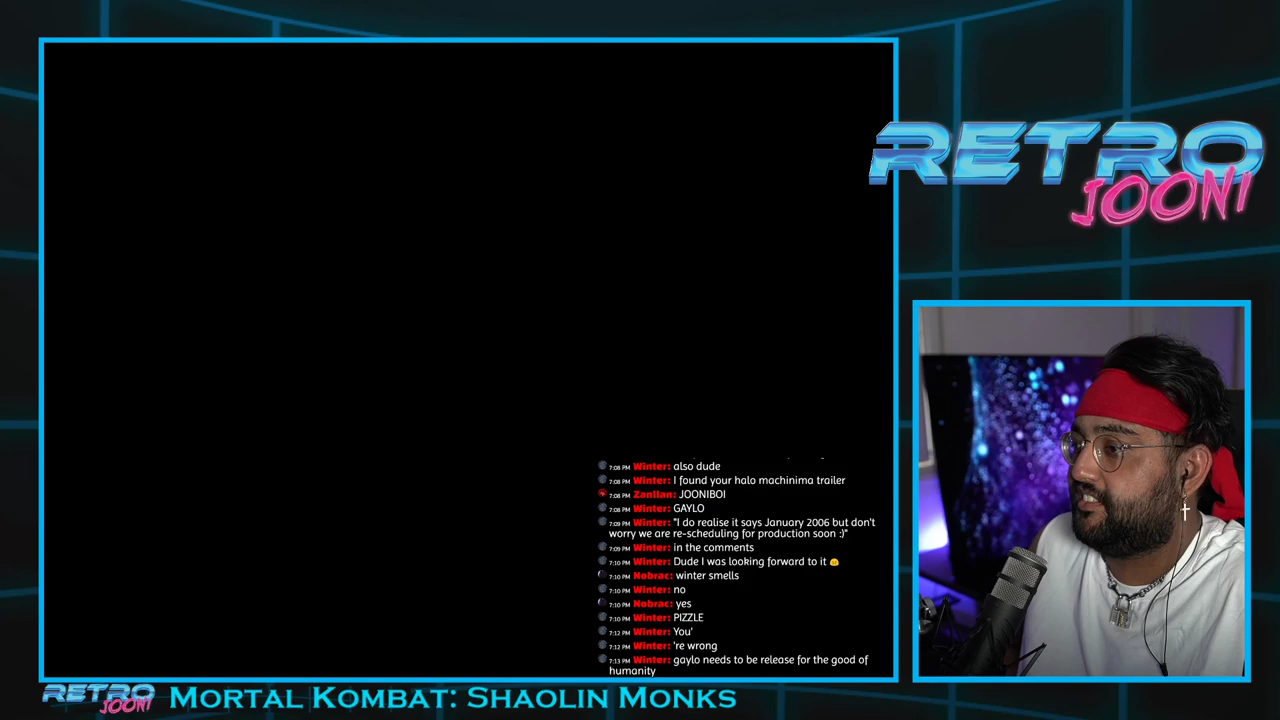 RETRO
JOONI
7:08 PM Winter: also dude
7:08 PM Winter: I found your halo machinima trailer
7:08 PM Zanllan: JOONIBOI
7:08 PM Winter: GAYLO
7:09 PM Winter: "I do realise it says January 2006 but don't
worry we are re-scheduling for production soon :)"
7:09 PM Winter: in the comments
7:10 PM Winter: Dude I was looking forward to it
7:10 PM Nobrac: winter smells
7:10 PM Winter: no
7:10 PM Nobrac: yes
7:10 PM Winter: PIZZLE
7:12 PM Winter: You'
7:12 PM Winter: 're wrong
7:13 PM Winter: gaylo needs to be release for the good of
humanity
RETRO
JOONI
MORTAL KOMBAT: SHAOLIN MONKS